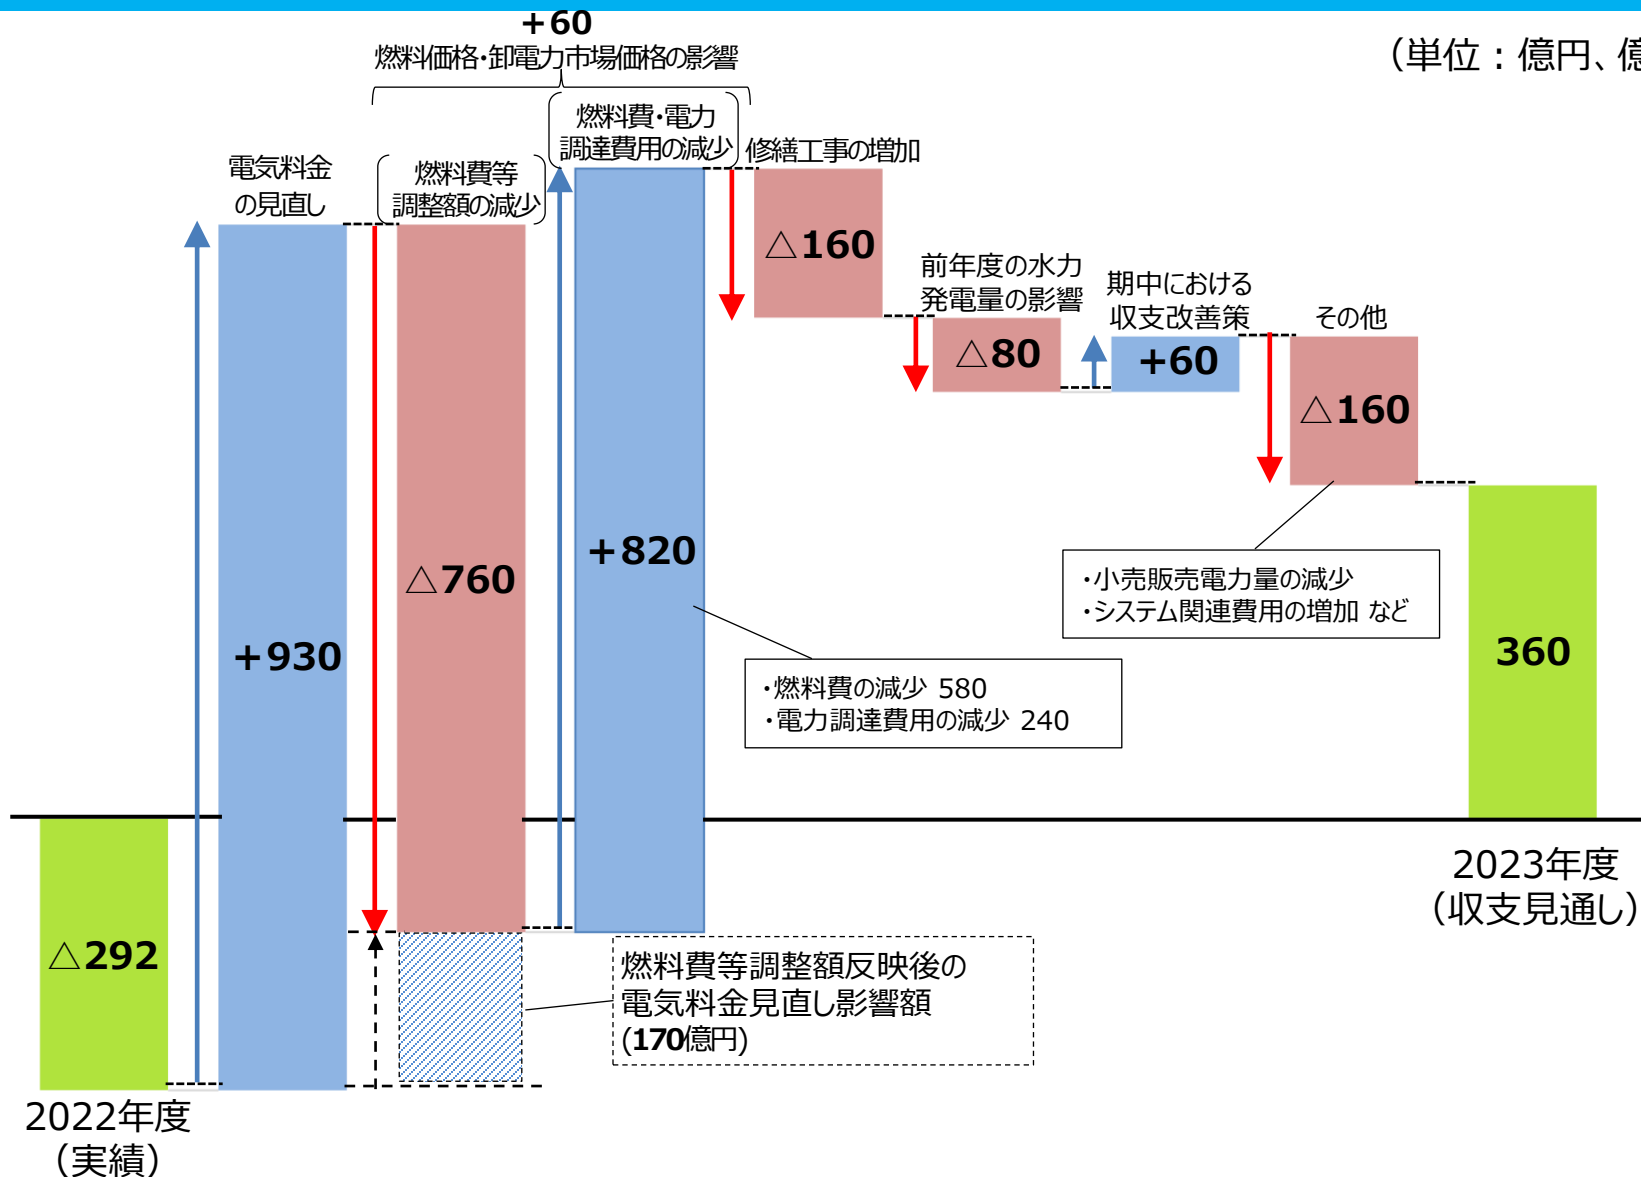 +60
燃料価格・卸電力市場価格の影響
(単位:億円、億
燃料費・電力
調達費用の減少
修繕工事の増加
電気料金
の見直し
燃料費等
調整額の減少
△160
前年度の水力
発電量の影響
期中における
収支改善策
その他
△80
+60
△160
+820
△760
+930
・小売販売電力量の減少
・システム関連費用の増加 など
360
・燃料費の減少 580
・電力調達費用の減少 240
2023年度
(収支見通し)
△292
燃料費等調整額反映後の
電気料金見直し影響額
(170億円)
2022年度
(実績)